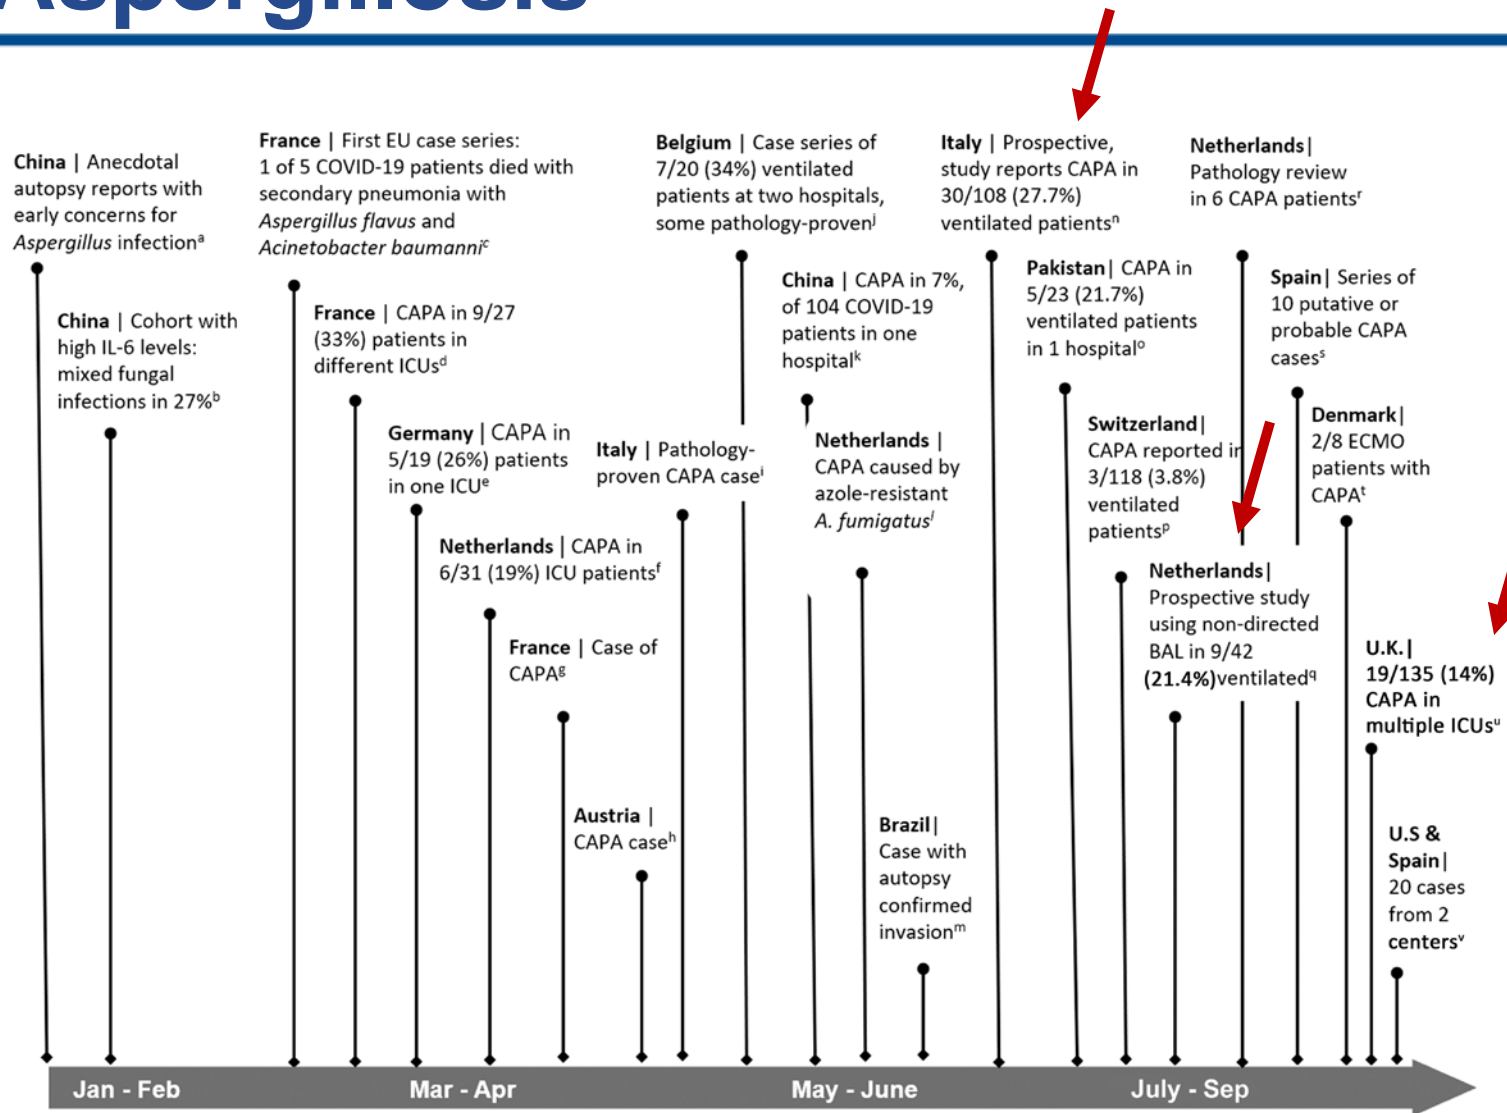 Aspergillosis
China | Anecdotal
autopsy reports with
early concerns for
Aspergillus infectionᵃ
China | Cohort with
high IL-6 levels:
mixed fungal
infections in 27%ᵇ
France | First EU case series:
1 of 5 COVID-19 patients died with
secondary pneumonia with
Aspergillus flavus and
Acinetobacter baumanniᶜ
France | CAPA in 9/27
(33%) patients in
different ICUsᵈ
Germany | CAPA in
5/19 (26%) patients
in one ICUᵉ
Netherlands | CAPA in
6/31 (19%) ICU patientsᶠ
France | Case of
CAPAᵍ
Austria |
CAPA caseʰ
Italy | Pathology-
proven CAPA caseⁱ
Belgium | Case series of
7/20 (34%) ventilated
patients at two hospitals,
some pathology-provenʲ
China | CAPA in 7%,
of 104 COVID-19
patients in one
hospitalᵏ
Netherlands |
CAPA caused by
azole-resistant
A. fumigatusˡ
Brazil|
Case with
autopsy
confirmed
invasionᵐ
Italy | Prospective,
study reports CAPA in
30/108 (27.7%)
ventilated patientsⁿ
Pakistan| CAPA in
5/23 (21.7%)
ventilated patients
in 1 hospitalᵒ
Switzerland|
CAPA reported in
3/118 (3.8%)
ventilated
patientsᵖ
Netherlands|
Prospective study
using non-directed
BAL in 9/42
(21.4%)ventilated𐞥
Netherlands|
Pathology review
in 6 CAPA patientsʳ
Spain| Series of
10 putative or
probable CAPA
casesˢ
Denmark|
2/8 ECMO
patients with
CAPAᵗ
U.K.|
19/135 (14%)
CAPA in
multiple ICUsᵘ
U.S &
Spain|
20 cases
from 2
centersᵛ
Jan - Feb
Mar - Apr
May - June
July - Sep